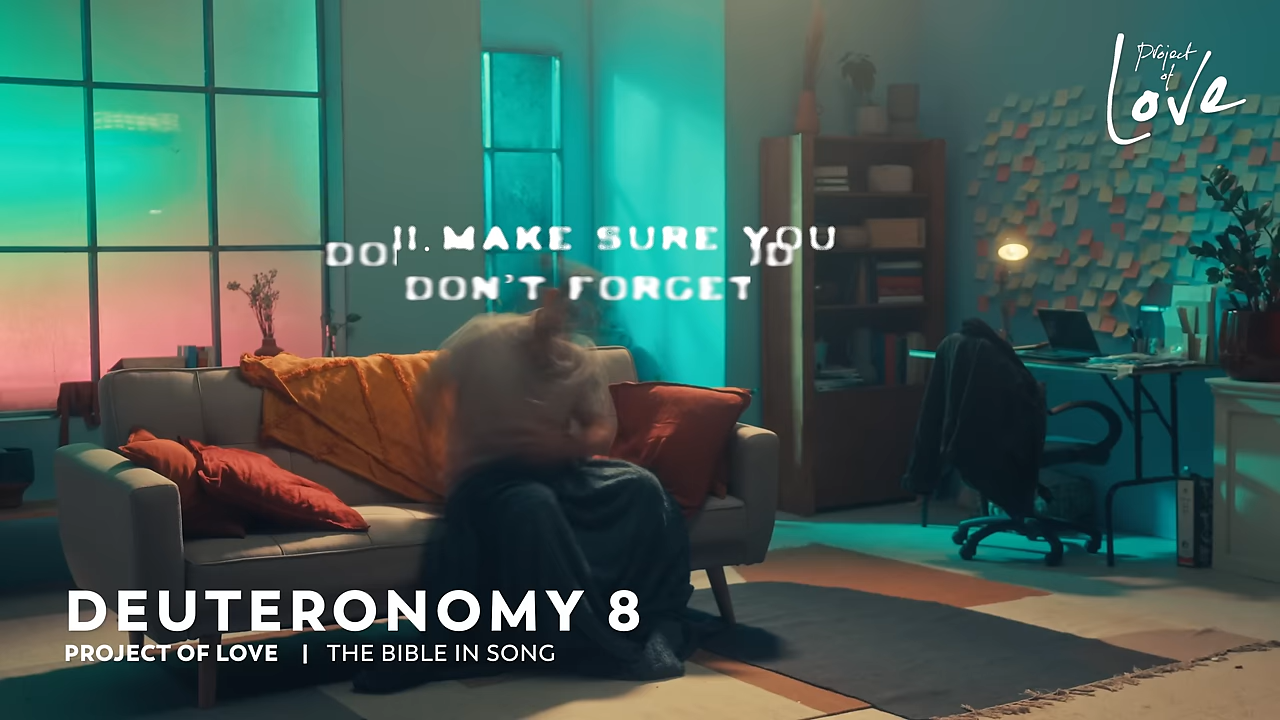 Project
of
Love
11. MAKE SURE YOU
DON'T FORGET
DEUTERONOMY 8
PROJECT OF LOVE | THE BIBLE IN SONG